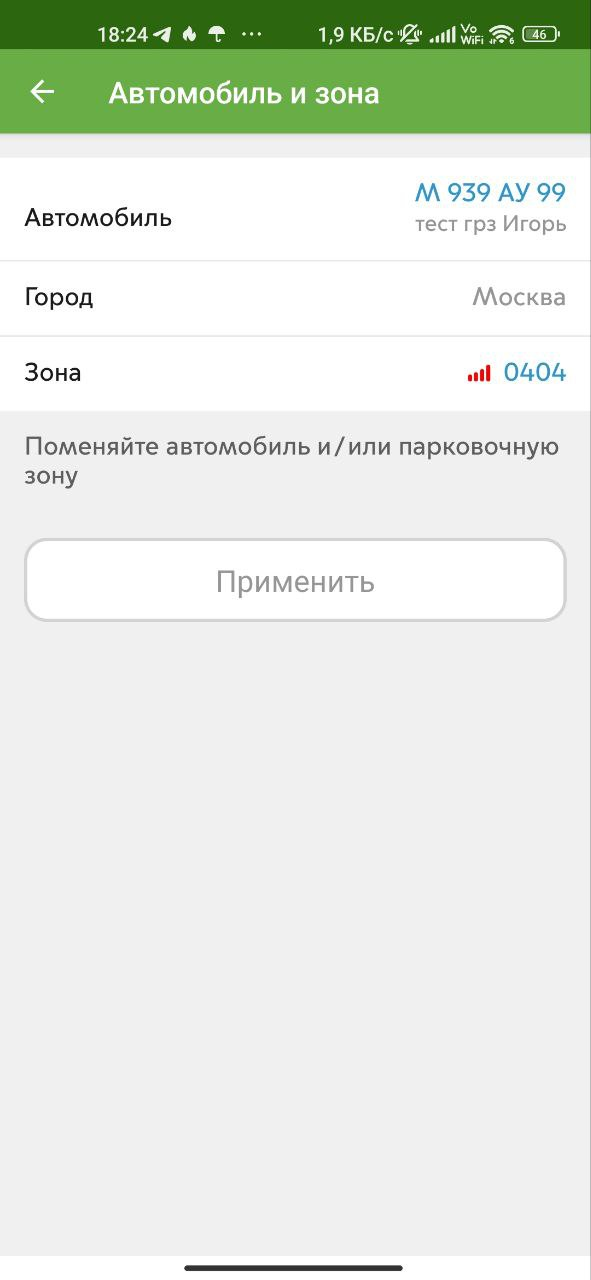 18:24 ... 1,9 КБ/с Vo WiFi 6 46
Автомобиль и зона
М 939 АУ 99
Автомобиль
тест грз Игорь
Город Москва
Зона 0404
Поменяйте автомобиль и/или парковочную
зону
Применить